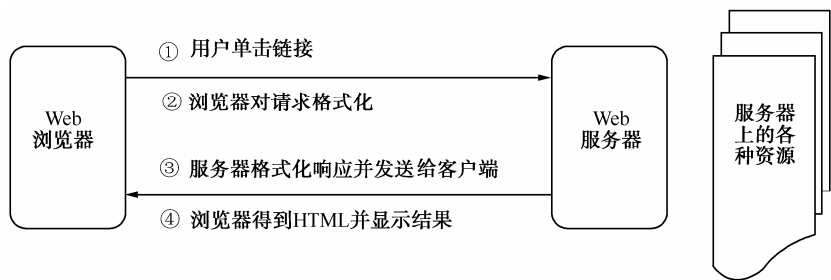 ① 用户单击链接
② 浏览器对请求格式化
Web
浏览器
Web
服务器
③ 服务器格式化响应并发送给客户端
④ 浏览器得到HTML并显示结果
服务器
上的各
种资源